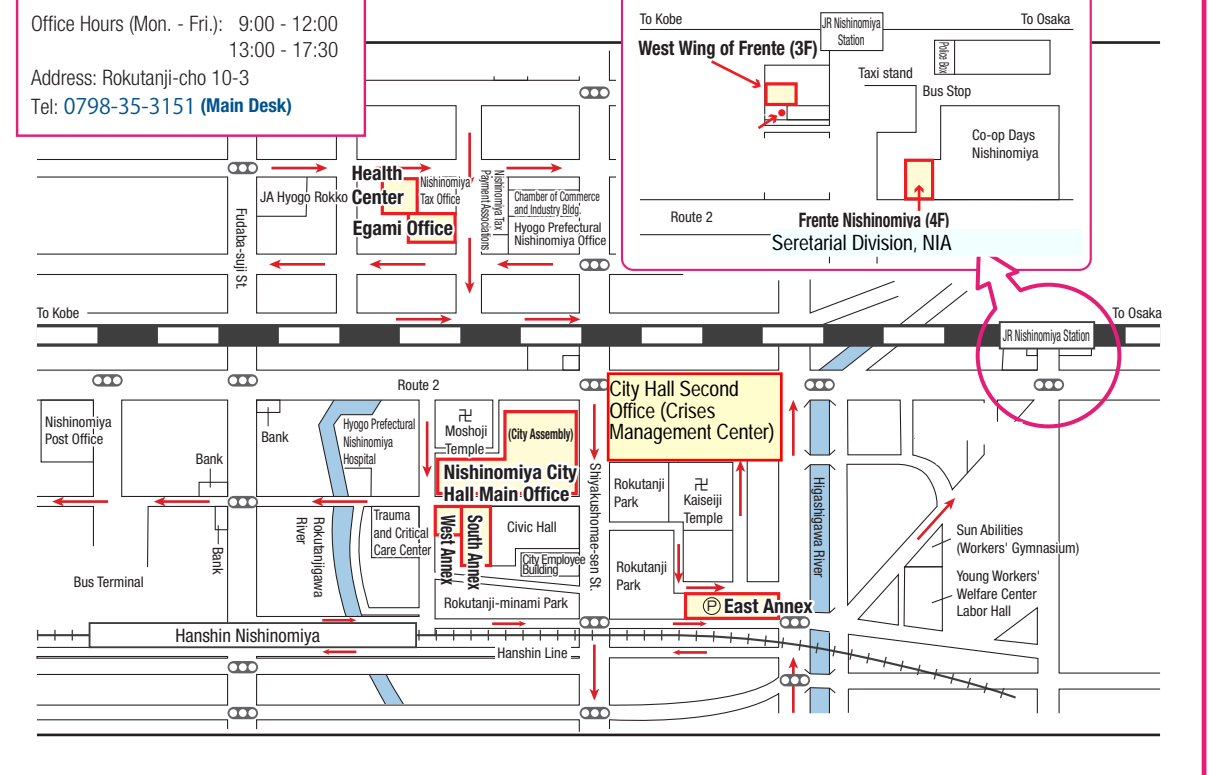 Office Hours (Mon. - Fri.): 9:00 - 12:00
13:00 - 17:30
Address: Rokutanji-cho 10-3
Tel: 0798-35-3151 (Main Desk)
To Kobe
JR Nishinomiya
Station
To Osaka
West Wing of Frente (3F)
Police Box
Taxi stand
Bus Stop
Co-op Days
Nishinomiya
Route 2
Frente Nishinomiya (4F)
Seretarial Division, NIA
Futaba-suji St.
JA Hyogo Rokko
Health
Center
Nishinomiya
Tax Office
Egami Office
Nishinomiya Tax
Payment Associations
Chamber of Commerce
and Industry Bldg.
Hyogo Prefectural
Nishinomiya Office
To Kobe
To Osaka
JR Nishinomiya Station
Route 2
Nishinomiya
Post Office
Bank
Bank
Bank
Bus Terminal
Hyogo Prefectural
Nishinomiya
Hospital
Rokutanjigawa
River
Trauma
and Critical
Care Center
卍
Moshoji
Temple
(City Assembly)
Nishinomiya City
Hall Main Office
West Annex
South Annex
Civic Hall
City Employee
Building
Rokutanji-minami Park
Shiyakushomae-sen St.
City Hall Second
Office (Crises
Management Center)
Rokutanji
Park
卍
Kaiseiji
Temple
Rokutanji
Park
P East Annex
Higashigawa River
Sun Abilities
(Workers' Gymnasium)
Young Workers'
Welfare Center
Labor Hall
Hanshin Nishinomiya
Hanshin Line